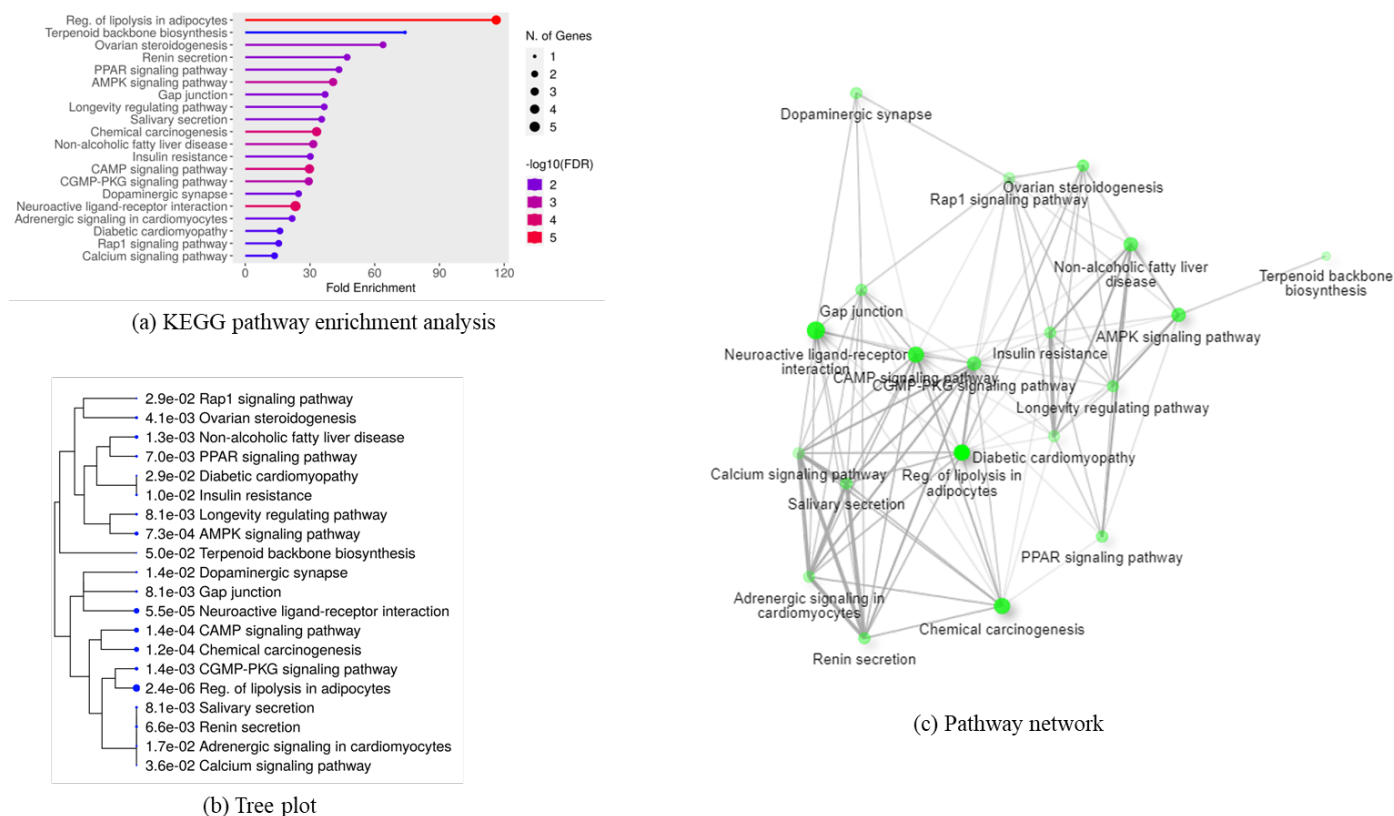 Reg. of lipolysis in adipocytes
Terpenoid backbone biosynthesis
Ovarian steroidogenesis
Renin secretion
PPAR signaling pathway
AMPK signaling pathway
Gap junction
Longevity regulating pathway
Salivary secretion
Chemical carcinogenesis
Non-alcoholic fatty liver disease
Insulin resistance
CAMP signaling pathway
CGMP-PKG signaling pathway
Dopaminergic synapse
Neuroactive ligand-receptor interaction
Adrenergic signaling in cardiomyocytes
Diabetic cardiomyopathy
Rap1 signaling pathway
Calcium signaling pathway
0 30 60 90 120
Fold Enrichment
N. of Genes
1
2
3
4
5
-log10(FDR)
2
3
4
5
(a) KEGG pathway enrichment analysis
2.9e-02 Rap1 signaling pathway
4.1e-03 Ovarian steroidogenesis
1.3e-03 Non-alcoholic fatty liver disease
7.0e-03 PPAR signaling pathway
2.9e-02 Diabetic cardiomyopathy
1.0e-02 Insulin resistance
8.1e-03 Longevity regulating pathway
7.3e-04 AMPK signaling pathway
5.0e-02 Terpenoid backbone biosynthesis
1.4e-02 Dopaminergic synapse
8.1e-03 Gap junction
5.5e-05 Neuroactive ligand-receptor interaction
1.4e-04 CAMP signaling pathway
1.2e-04 Chemical carcinogenesis
1.4e-03 CGMP-PKG signaling pathway
2.4e-06 Reg. of lipolysis in adipocytes
8.1e-03 Salivary secretion
6.6e-03 Renin secretion
1.7e-02 Adrenergic signaling in cardiomyocytes
3.6e-02 Calcium signaling pathway
(b) Tree plot
Dopaminergic synapse
Ovarian steroidogenesis
Rap1 signaling pathway
Non-alcoholic fatty liver
disease
Terpenoid backbone
biosynthesis
Gap junction
AMPK signaling pathway
Neuroactive ligand-receptor
interaction
Insulin resistance
CAMP signaling pathway
CGMP-PKG signaling pathway
Longevity regulating pathway
Diabetic cardiomyopathy
Calcium signaling pathway
Reg. of lipolysis in
adipocytes
Salivary secretion
PPAR signaling pathway
Adrenergic signaling in
cardiomyocytes
Chemical carcinogenesis
Renin secretion
(c) Pathway network